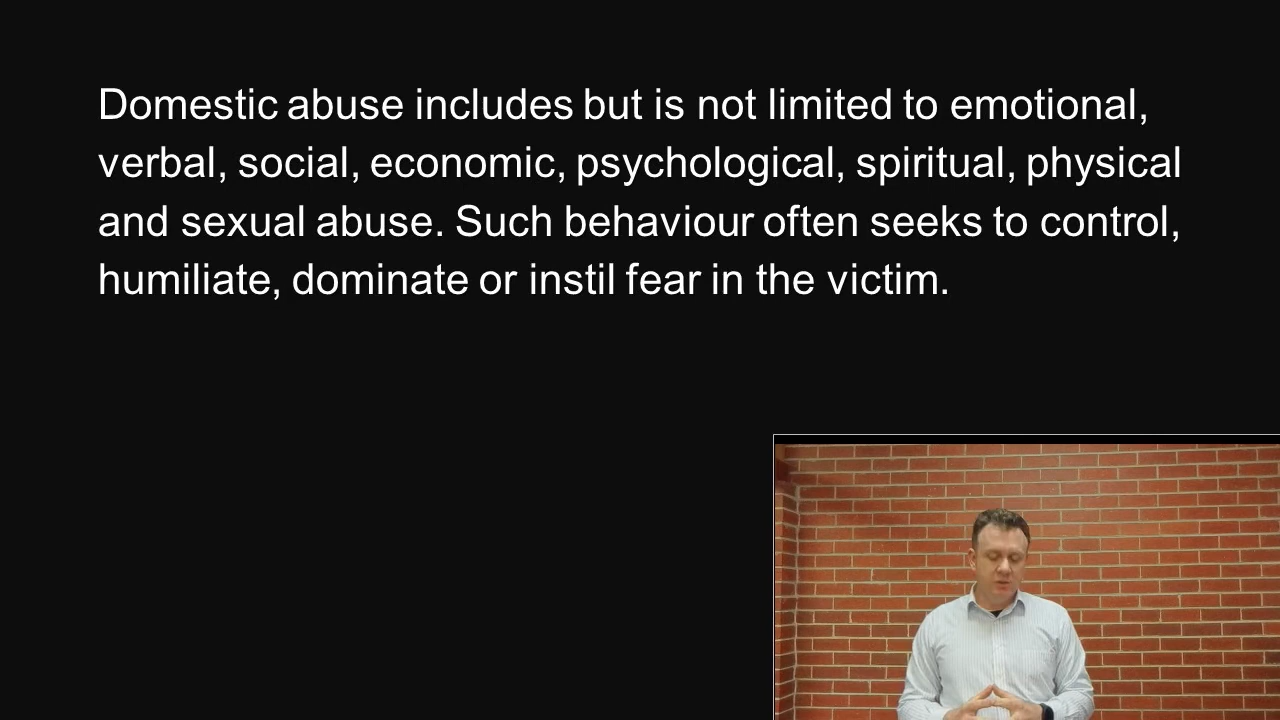 Domestic abuse includes but is not limited to emotional,
verbal, social, economic, psychological, spiritual, physical
and sexual abuse. Such behaviour often seeks to control,
humiliate, dominate or instil fear in the victim.